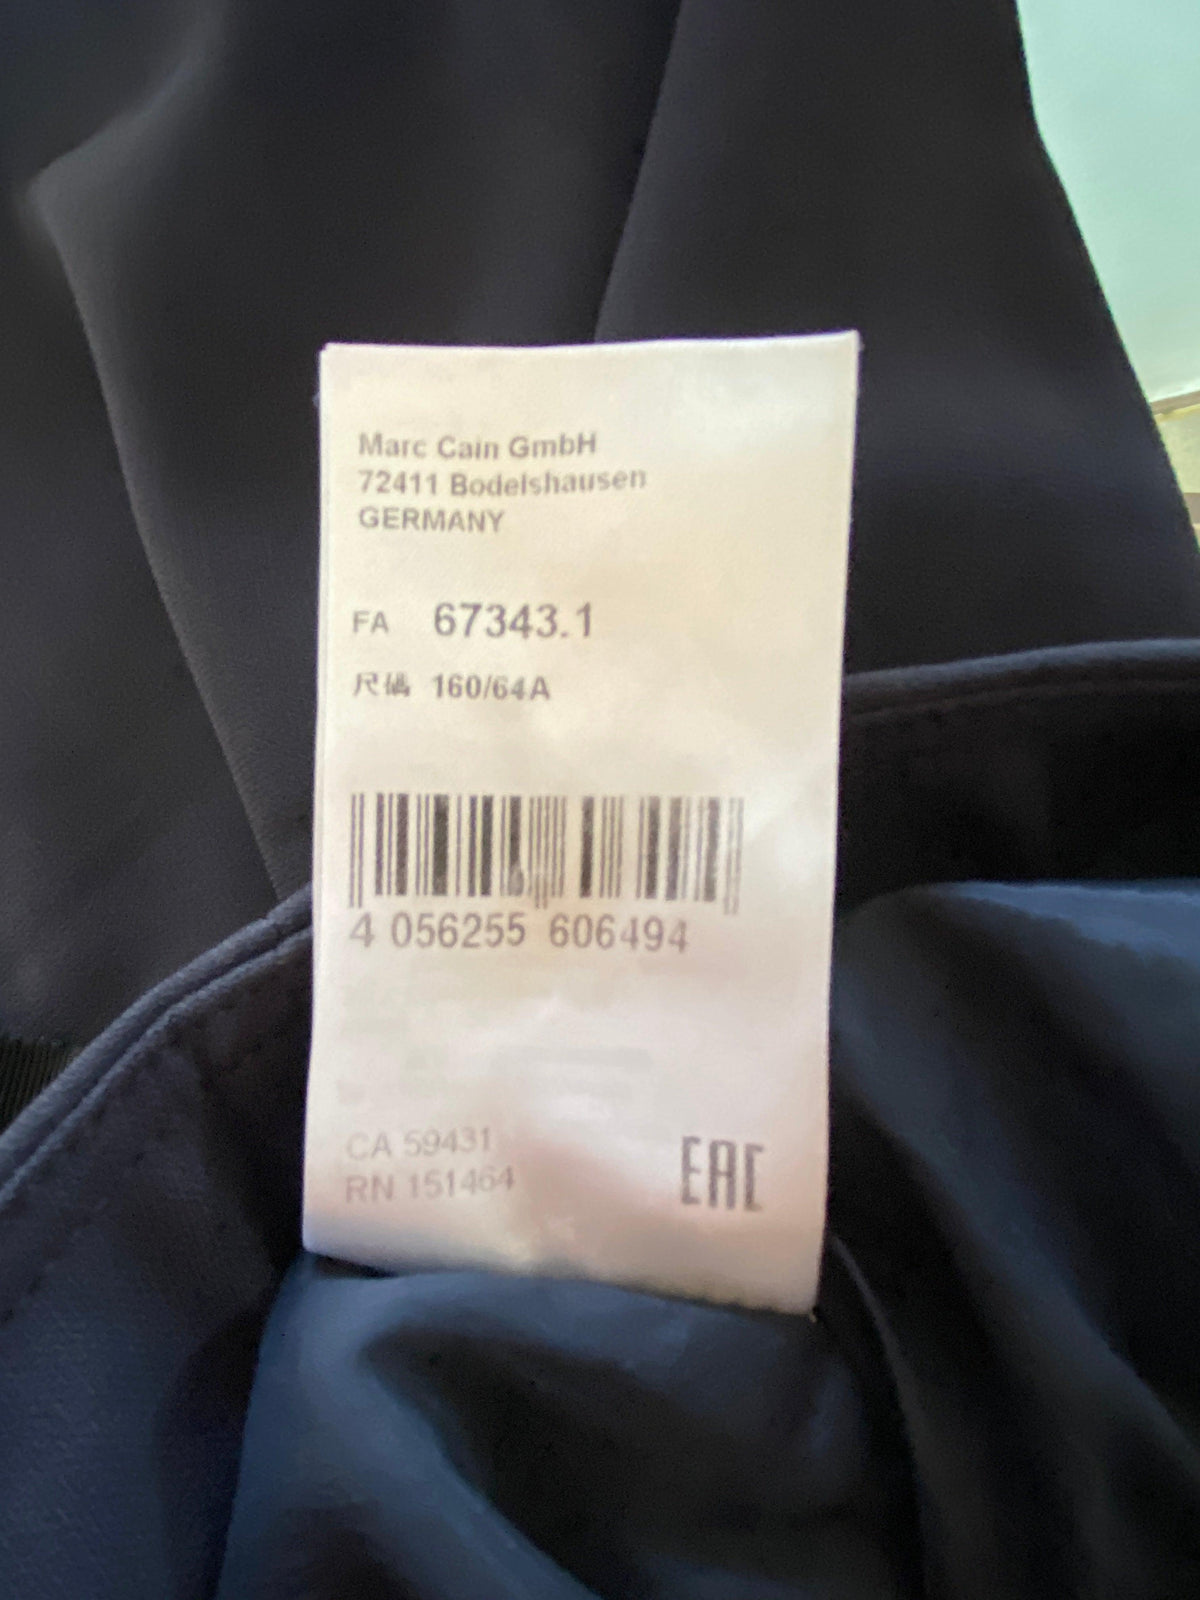 Marc Cain GmbH
72411 Bodelshausen
GERMANY
FA 67343.1
尺碼 160/64A
4 056255 606494
CA 59431
RN 151464
EAC